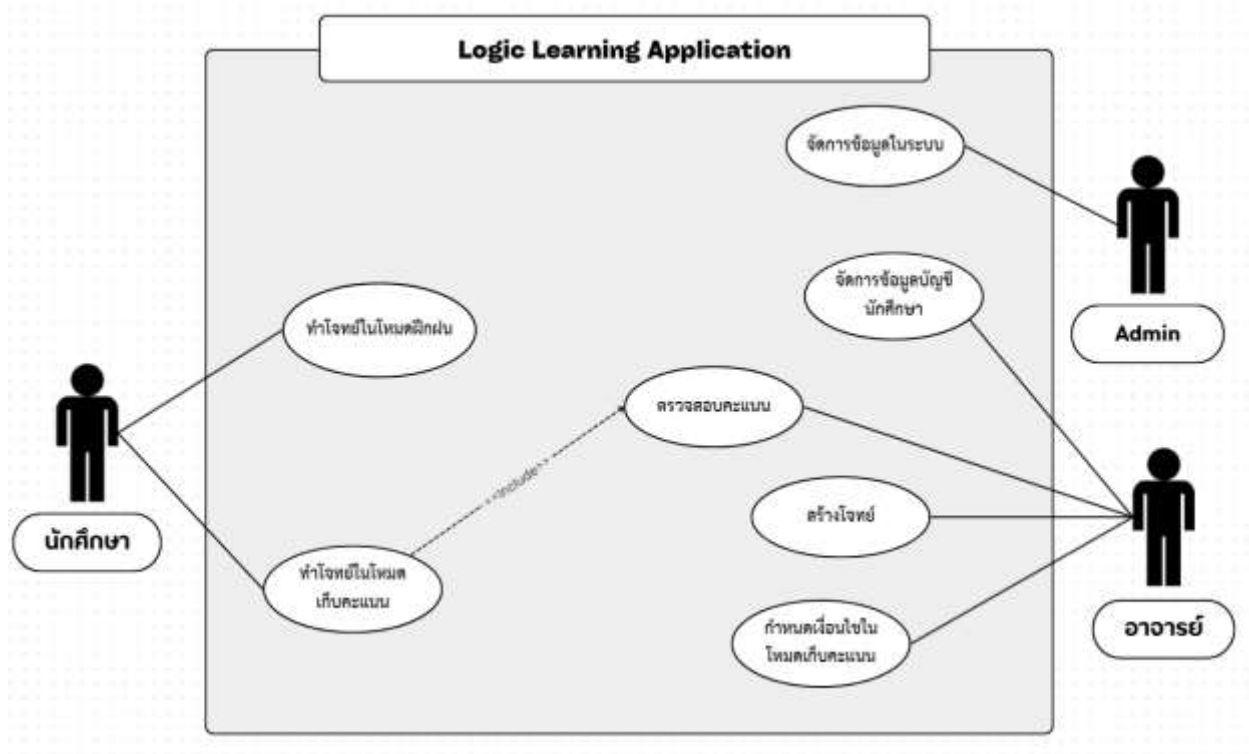 Logic Learning Application
จัดการข้อมูลในระบบ
จัดการข้อมูลบัญชี
นักศึกษา
Admin
ทำโจทย์ในโหมดฝึกฝน
ตรวจสอบคะแนน
<<Include>>
สร้างโจทย์
นักศึกษา
ทำโจทย์ในโหมด
เก็บคะแนน
กำหนดเงื่อนไขใน
โหมดเก็บคะแนน
อาจารย์